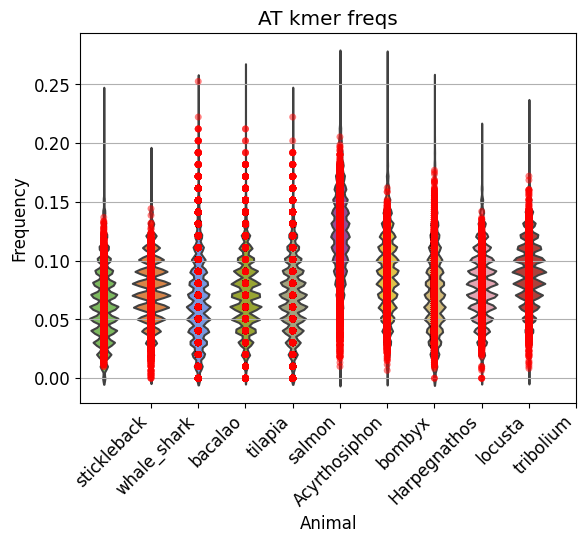 AT kmer freqs
Frequency
0.25
0.20
0.15
0.10
0.05
0.00
stickleback
whale_shark
bacalao
tilapia
salmon
Acyrthosiphon
bombyx
Harpegnathos
locusta
tribolium
Animal